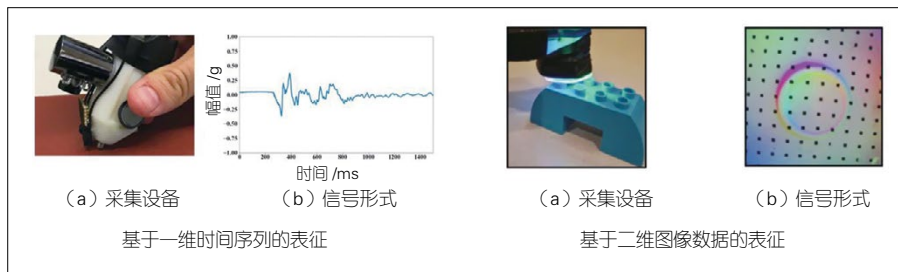 1.00
0.75
0.50
0.25
0.00
-0.25
-0.50
-0.75
-1.00
幅值 /g
0 200 400 600 800 1000 1200 1400
时间 /ms
(a)采集设备 (b)信号形式
基于一维时间序列的表征
(a)采集设备 (b)信号形式
基于二维图像数据的表征